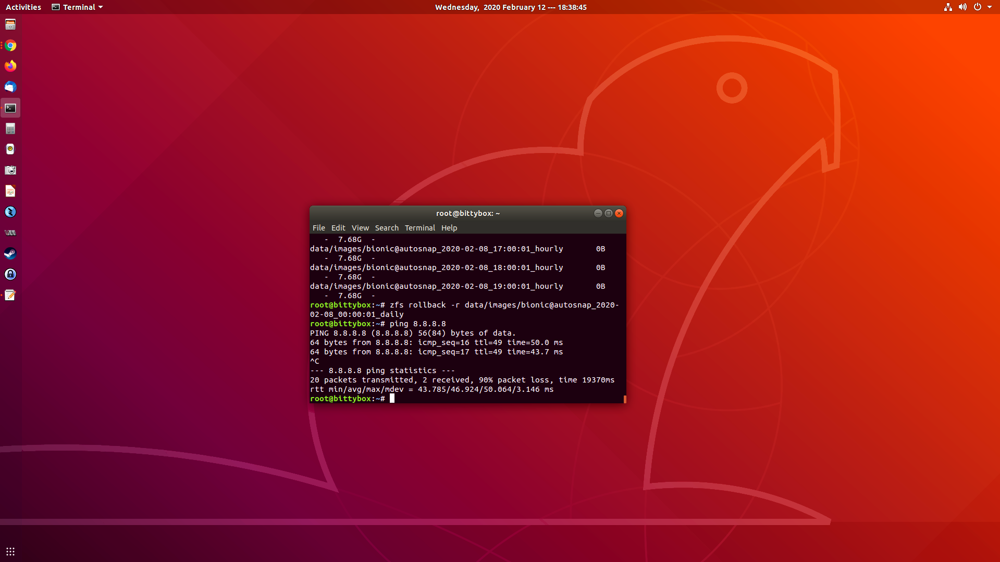 Activities Terminal Wednesday, 2020 February 12 --- 18:38:45
root@bittybox: ~
File Edit View Search Terminal Help
- 7.68G -
data/images/bionic@autosnap_2020-02-08_17:00:01_hourly 0B
- 7.68G -
data/images/bionic@autosnap_2020-02-08_18:00:01_hourly 0B
- 7.68G -
data/images/bionic@autosnap_2020-02-08_19:00:01_hourly 0B
- 7.68G -
root@bittybox:~# zfs rollback -r data/images/bionic@autosnap_2020-
02-08_00:00:01_daily
root@bittybox:~# ping 8.8.8.8
PING 8.8.8.8 (8.8.8.8) 56(84) bytes of data.
64 bytes from 8.8.8.8: icmp_seq=16 ttl=49 time=50.0 ms
64 bytes from 8.8.8.8: icmp_seq=17 ttl=49 time=43.7 ms
^C
--- 8.8.8.8 ping statistics ---
20 packets transmitted, 2 received, 90% packet loss, time 19370ms
rtt min/avg/max/mdev = 43.785/46.924/50.064/3.146 ms
root@bittybox:~#